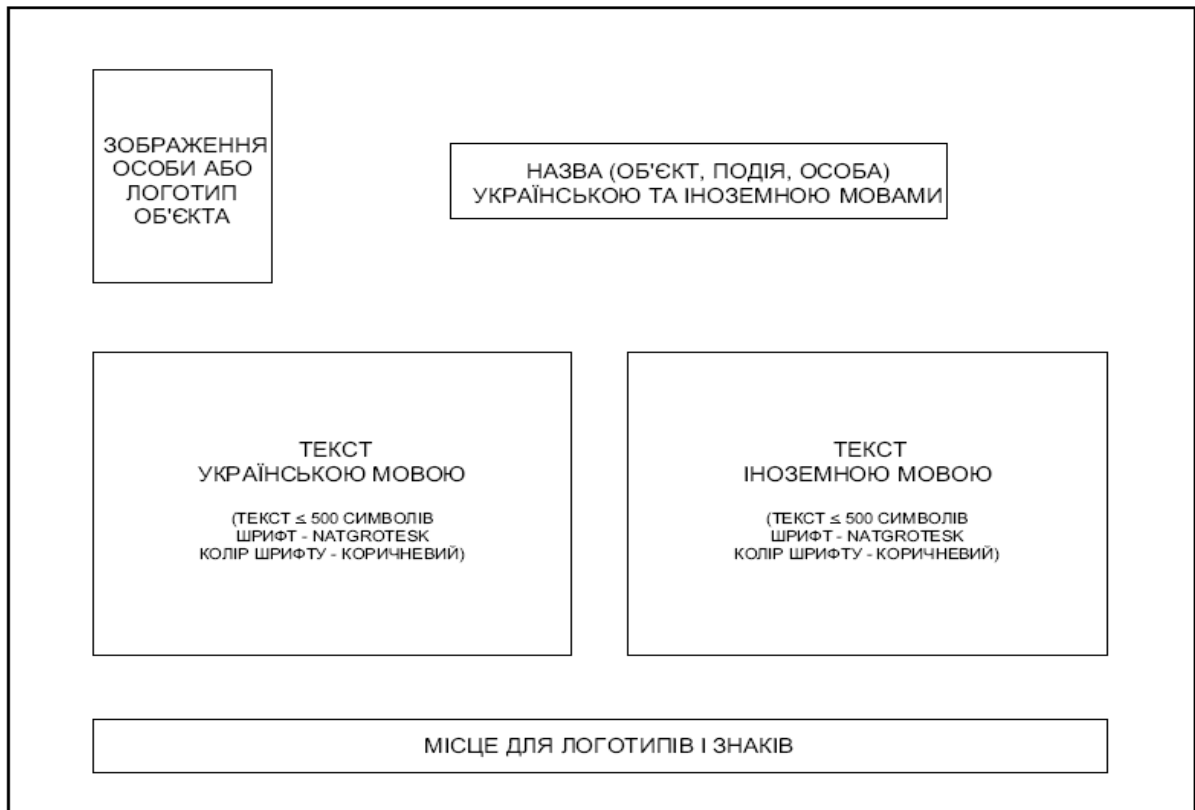 ЗОБРАЖЕННЯ
ОСОБИ АБО
ЛОГОТИП
ОБ'ЄКТА
НАЗВА (ОБ'ЄКТ, ПОДІЯ, ОСОБА)
УКРАЇНСЬКОЮ ТА ІНОЗЕМНОЮ МОВАМИ
ТЕКСТ
УКРАЇНСЬКОЮ МОВОЮ
(ТЕКСТ ≤ 500 СИМВОЛІВ
ШРИФТ - NATGROTESK
КОЛІР ШРИФТУ - КОРИЧНЕВИЙ)
ТЕКСТ
ІНОЗЕМНОЮ МОВОЮ
(ТЕКСТ ≤ 500 СИМВОЛІВ
ШРИФТ - NATGROTESK
КОЛІР ШРИФТУ - КОРИЧНЕВИЙ)
МІСЦЕ ДЛЯ ЛОГОТИПІВ І ЗНАКІВ